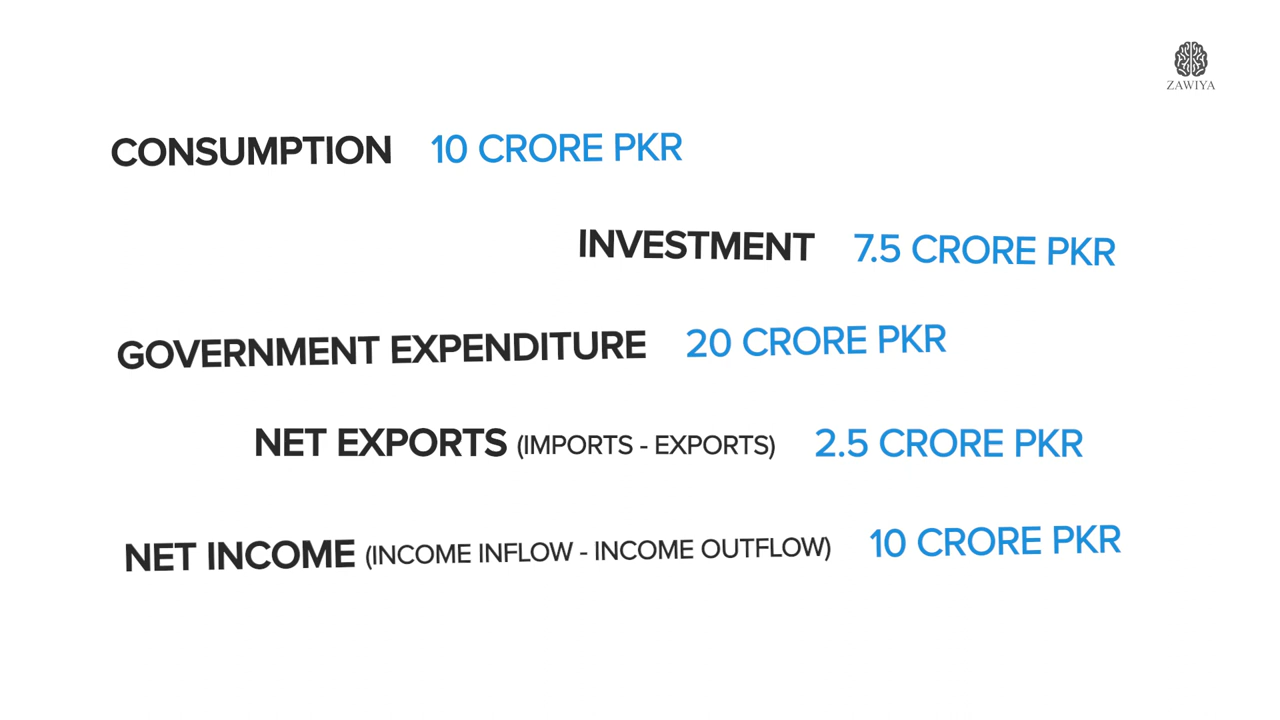 ZAWIYA
CONSUMPTION 10 CRORE PKR
INVESTMENT 7.5 CRORE PKR
GOVERNMENT EXPENDITURE 20 CRORE PKR
NET EXPORTS (IMPORTS - EXPORTS) 2.5 CRORE PKR
NET INCOME (INCOME INFLOW - INCOME OUTFLOW) 10 CRORE PKR